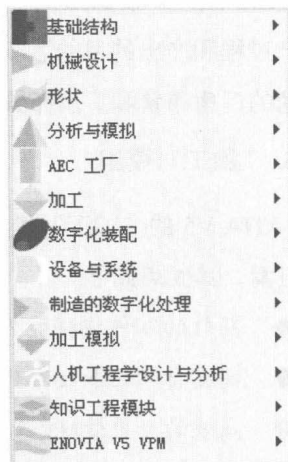 基础结构
机械设计
形状
分析与模拟
AEC 工厂
加工
数字化装配
设备与系统
制造的数字化处理
加工模拟
人机工程学设计与分析
知识工程模块
ENOVIA V5 VPM